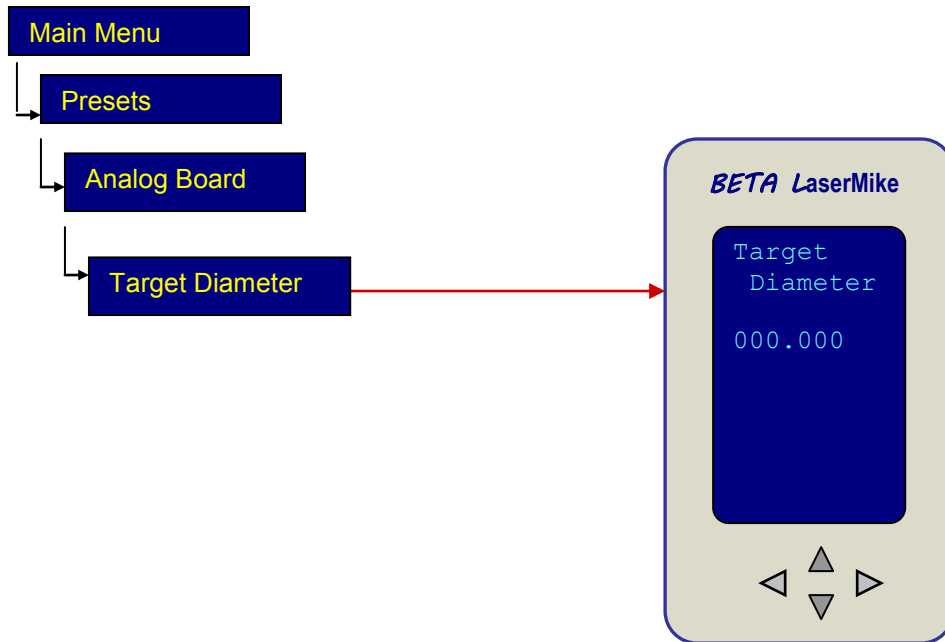 Main Menu
Presets
Analog Board
Target Diameter
BETA LaserMike
Target
Diameter
000.000